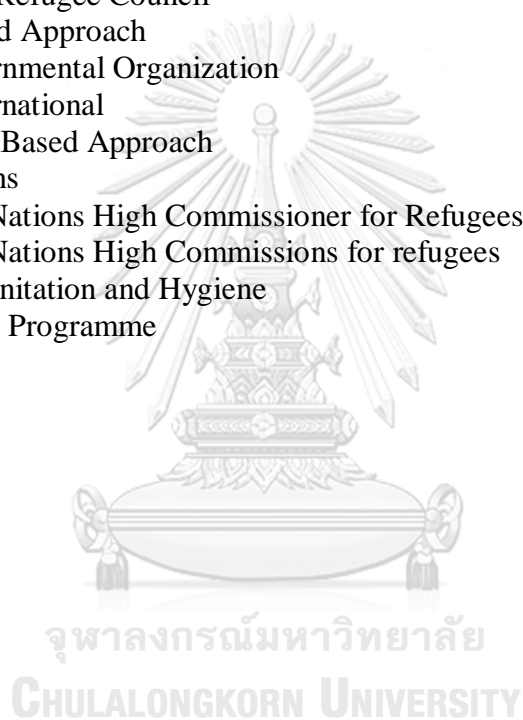 Refugee Council
d Approach
ernmental Organization
rnational
Based Approach
ns
Nations High Commissioner for Refugees
Nations High Commissions for refugees
nitation and Hygiene
Programme
จุฬาลงกรณ์มหาวิทยาลัย
CHULALONGKORN UNIVERSITY